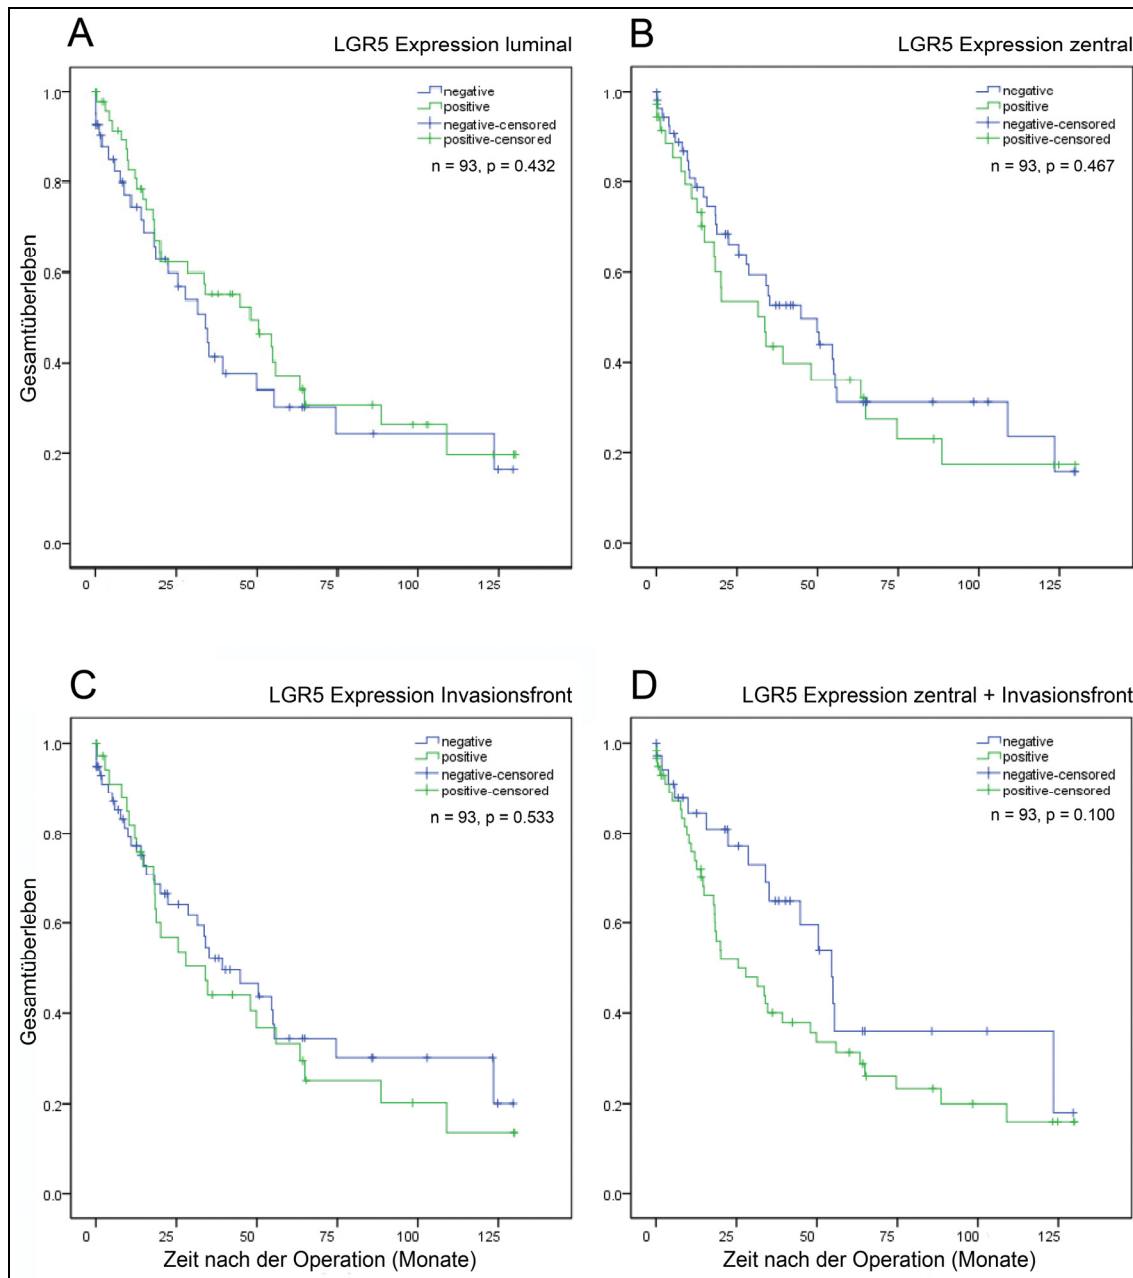 A
LGR5 Expression luminal
Gesamtüberleben
1.0
0.8
0.6
0.4
0.2
0.0
negative
positive
negative-censored
positive-censored
n = 93, p = 0.432
0 25 50 75 100 125
B
LGR5 Expression zentral
1.0
0.8
0.6
0.4
0.2
0.0
negative
positive
negative-censored
positive-censored
n = 93, p = 0.467
0 25 50 75 100 125
C
LGR5 Expression Invasionsfront
Gesamtüberleben
1.0
0.8
0.6
0.4
0.2
0.0
negative
positive
negative-censored
positive-censored
n = 93, p = 0.533
0 25 50 75 100 125
Zeit nach der Operation (Monate)
D
LGR5 Expression zentral + Invasionsfront
1.0
0.8
0.6
0.4
0.2
0.0
negative
positive
negative-censored
positive-censored
n = 93, p = 0.100
0 25 50 75 100 125
Zeit nach der Operation (Monate)